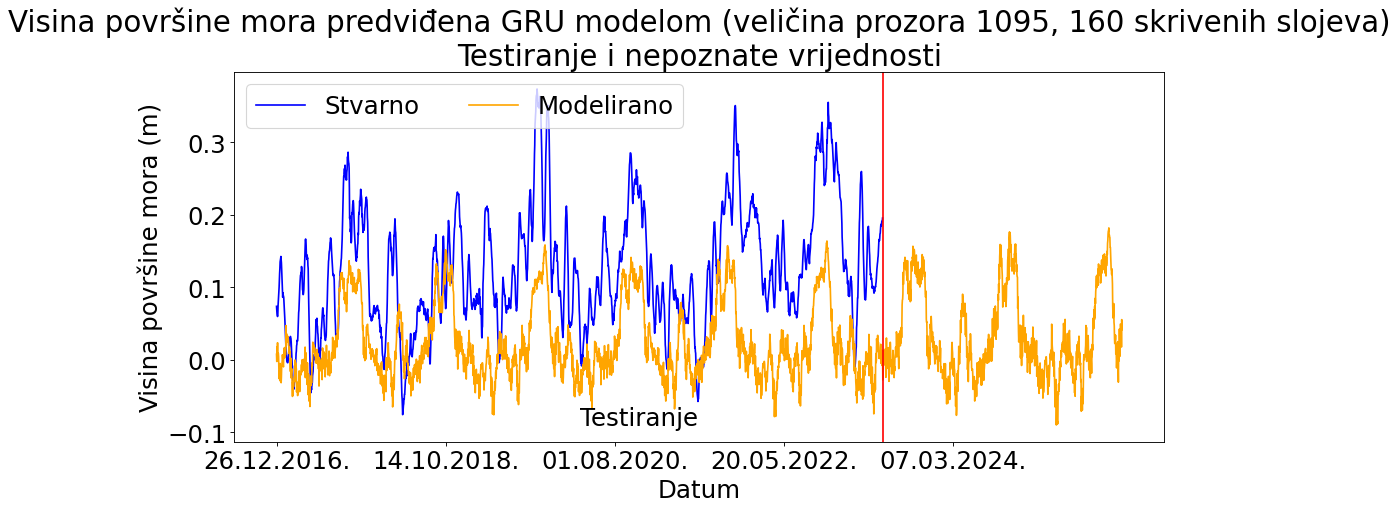 Visina površine mora predviđena GRU modelom (veličina prozora 1095, 160 skrivenih slojeva)
Testiranje i nepoznate vrijednosti
Stvarno Modelirano
Visina površine mora (m)
0.3
0.2
0.1
0.0
−0.1
Testiranje
26.12.2016. 14.10.2018. 01.08.2020. 20.05.2022. 07.03.2024.
Datum